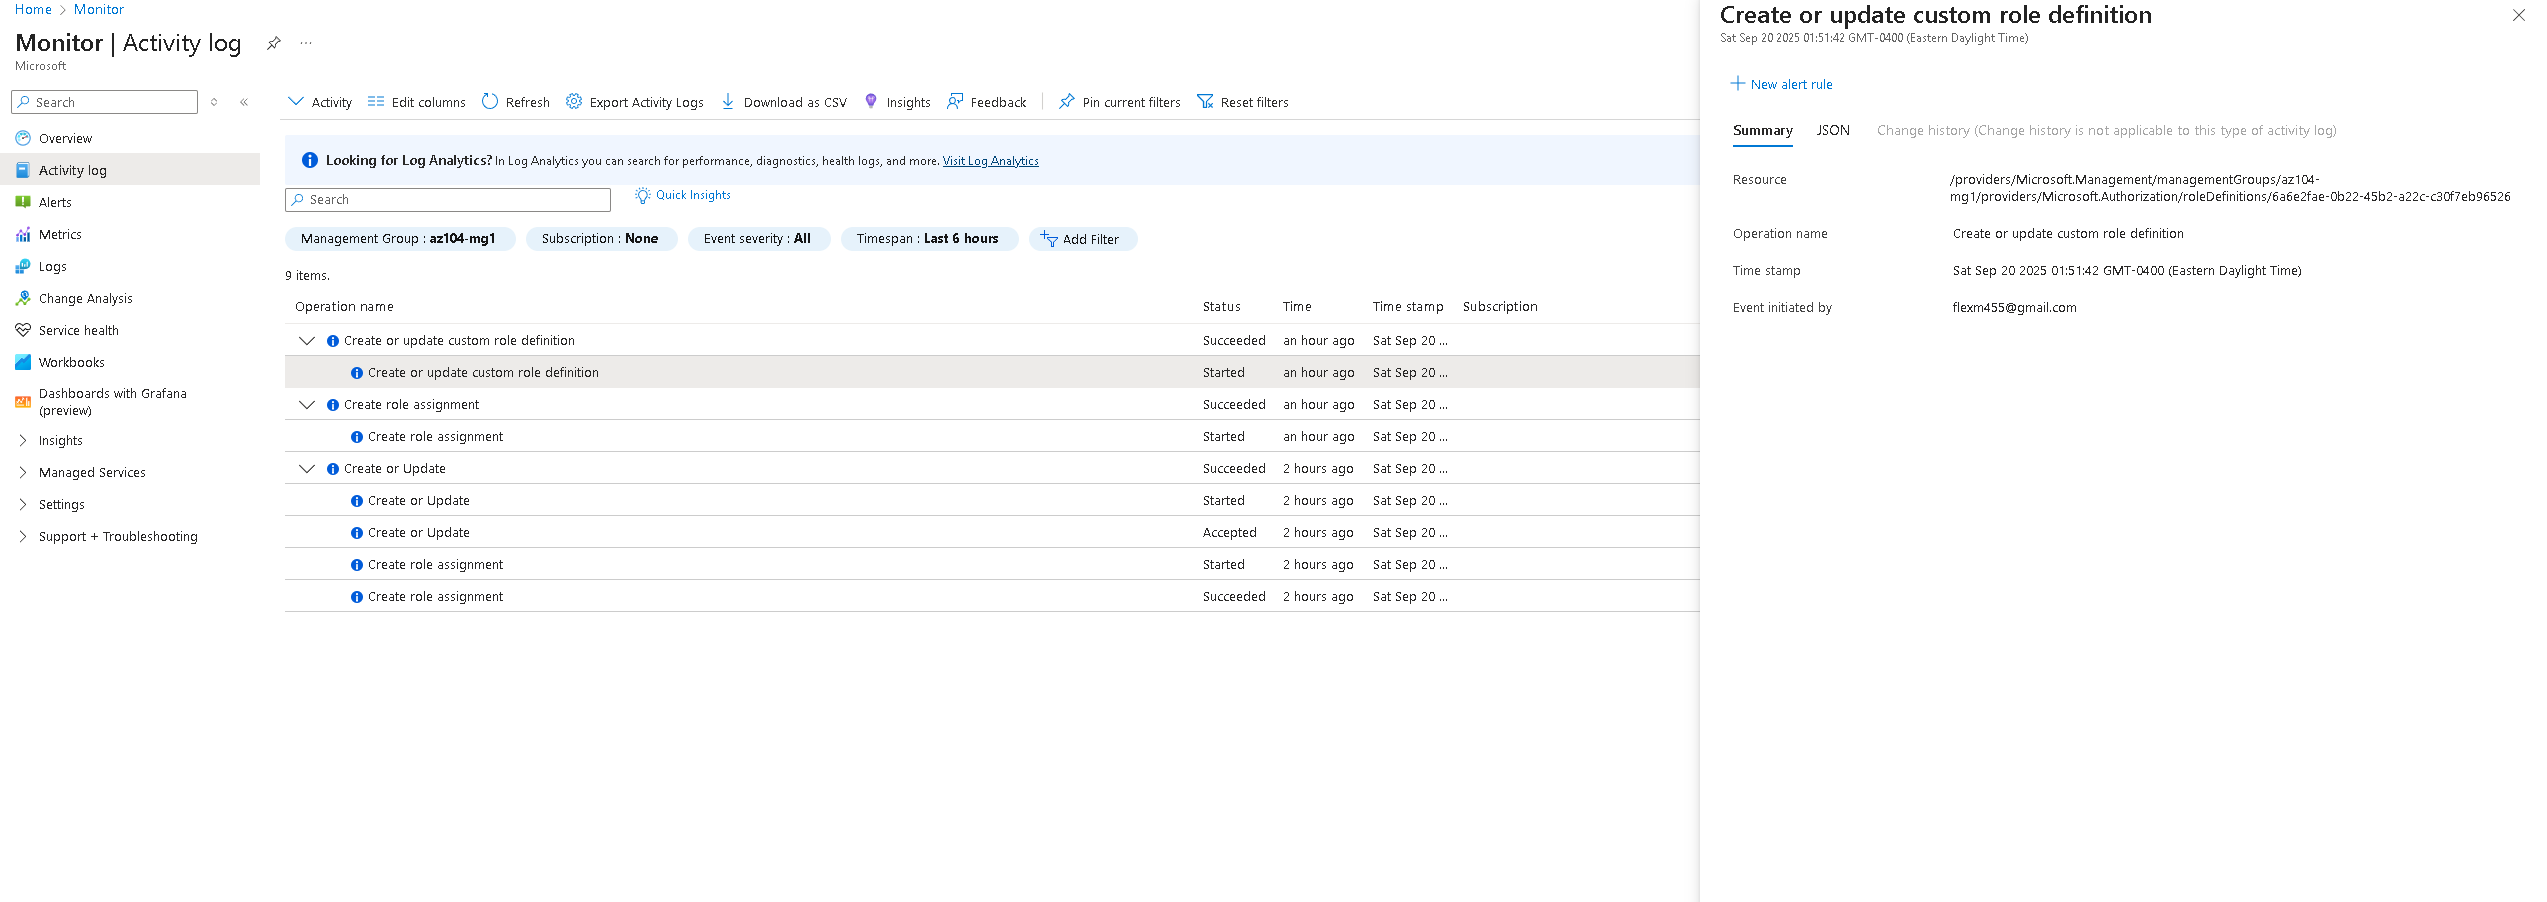 Home > Monitor
Monitor | Activity log ...
Microsoft
Search
Overview
Activity log
Alerts
Metrics
Logs
Change Analysis
Service health
Workbooks
Dashboards with Grafana
(preview)
Insights
Managed Services
Settings
Support + Troubleshooting
Activity Edit columns Refresh Export Activity Logs Download as CSV Insights Feedback Pin current filters Reset filters
Looking for Log Analytics? In Log Analytics you can search for performance, diagnostics, health logs, and more. Visit Log Analytics
Search Quick Insights
Management Group : az104-mg1 Subscription : None Event severity : All Timespan : Last 6 hours Add Filter
9 items.
Operation name Status Time Time stamp Subscription
Create or update custom role definition Succeeded an hour ago Sat Sep 20 ...
Create or update custom role definition Started an hour ago Sat Sep 20 ...
Create role assignment Succeeded an hour ago Sat Sep 20 ...
Create role assignment Started an hour ago Sat Sep 20 ...
Create or Update Succeeded 2 hours ago Sat Sep 20 ...
Create or Update Started 2 hours ago Sat Sep 20 ...
Create or Update Accepted 2 hours ago Sat Sep 20 ...
Create role assignment Started 2 hours ago Sat Sep 20 ...
Create role assignment Succeeded 2 hours ago Sat Sep 20 ...
Create or update custom role definition
Sat Sep 20 2025 01:51:42 GMT-0400 (Eastern Daylight Time)
New alert rule
Summary JSON Change history (Change history is not applicable to this type of activity log)
Resource /providers/Microsoft.Management/managementGroups/az104-
mg1/providers/Microsoft.Authorization/roleDefinitions/6a6e2fae-0b22-45b2-a22c-c30f7eb96526
Operation name Create or update custom role definition
Time stamp Sat Sep 20 2025 01:51:42 GMT-0400 (Eastern Daylight Time)
Event initiated by flexm455@gmail.com